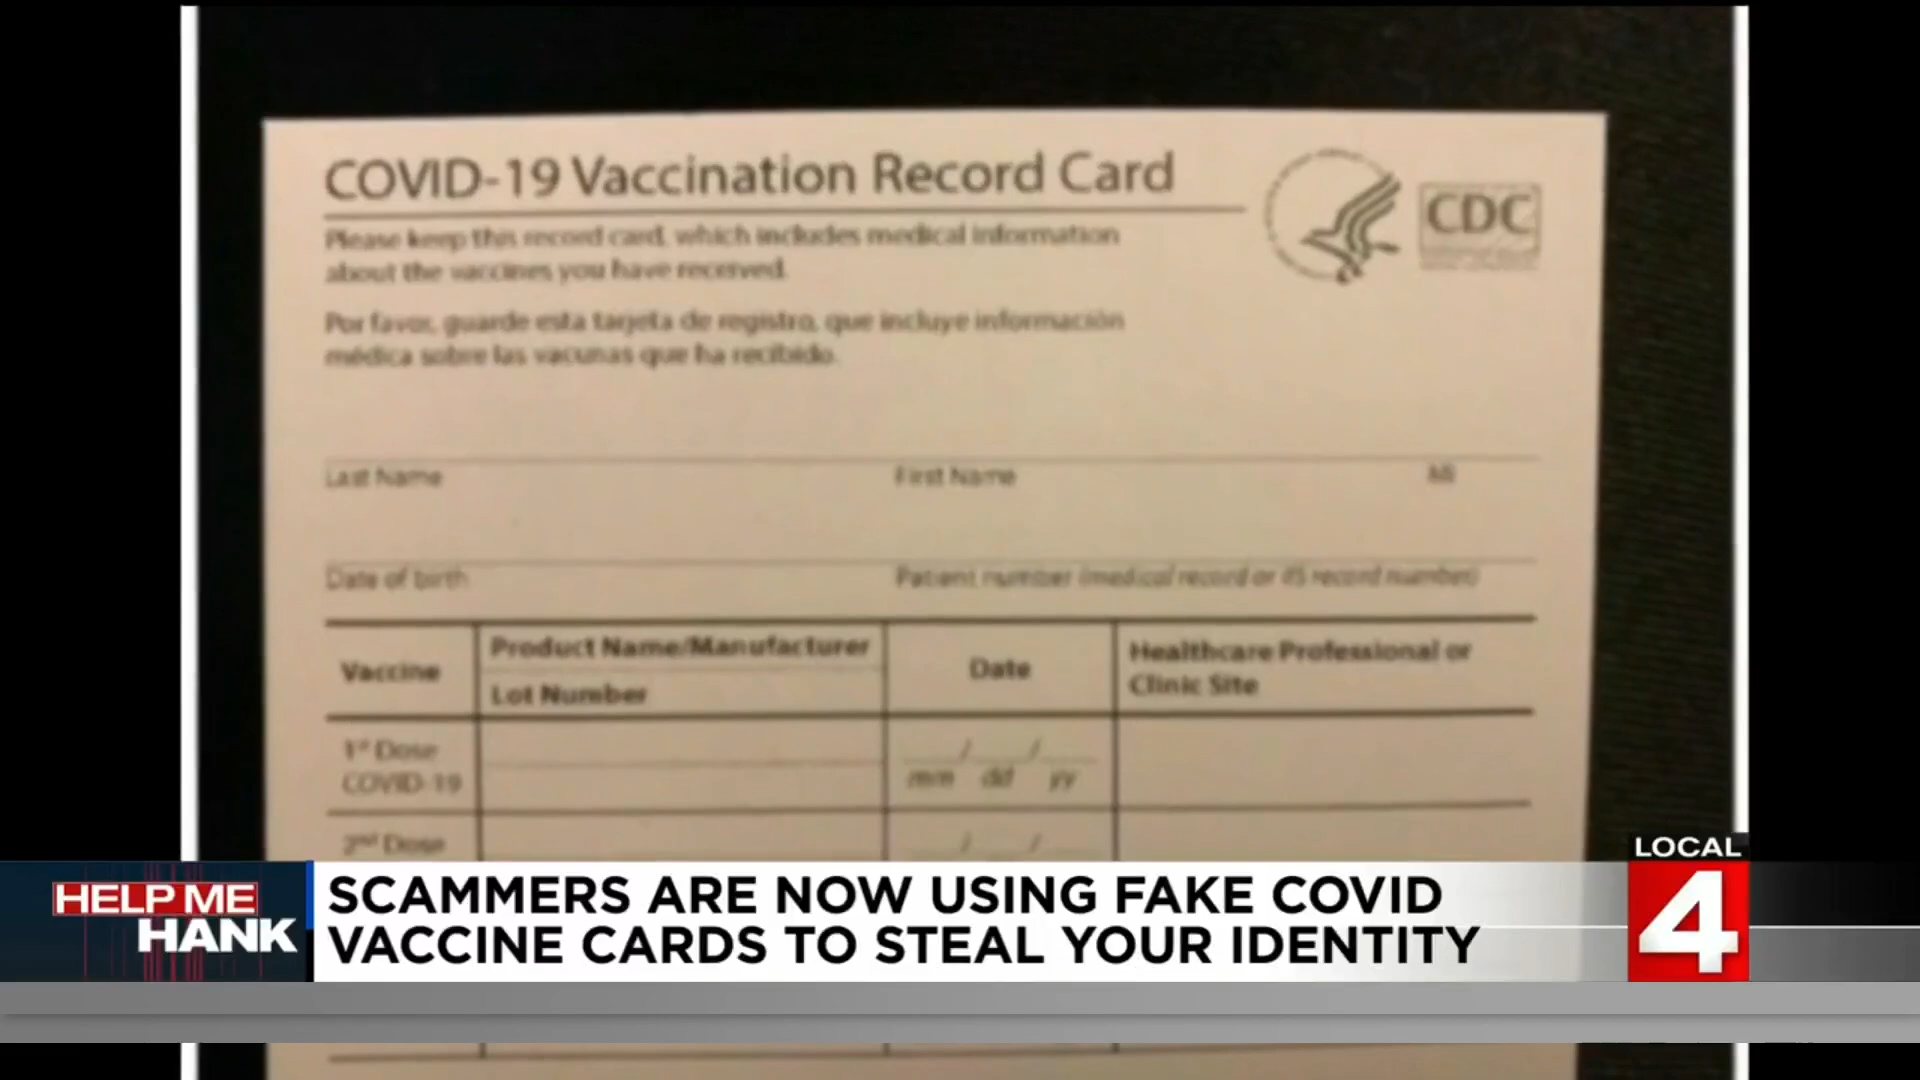 COVID-19 Vaccination Record Card
CDC
Please keep this record card, which includes medical information
about the vaccines you have received.
Por favor, guarde esta tarjeta de registro, que incluye información
médica sobre las vacunas que ha recibido.
Last Name First Name MI
Date of birth Patient number (medical record or IIS record number)
Vaccine Product Name/Manufacturer Date Healthcare Professional or
Lot Number Clinic Site
1st Dose / /
COVID-19 mm dd yy
2nd Dose / /
LOCAL
4
HELP ME
HANK
SCAMMERS ARE NOW USING FAKE COVID
VACCINE CARDS TO STEAL YOUR IDENTITY